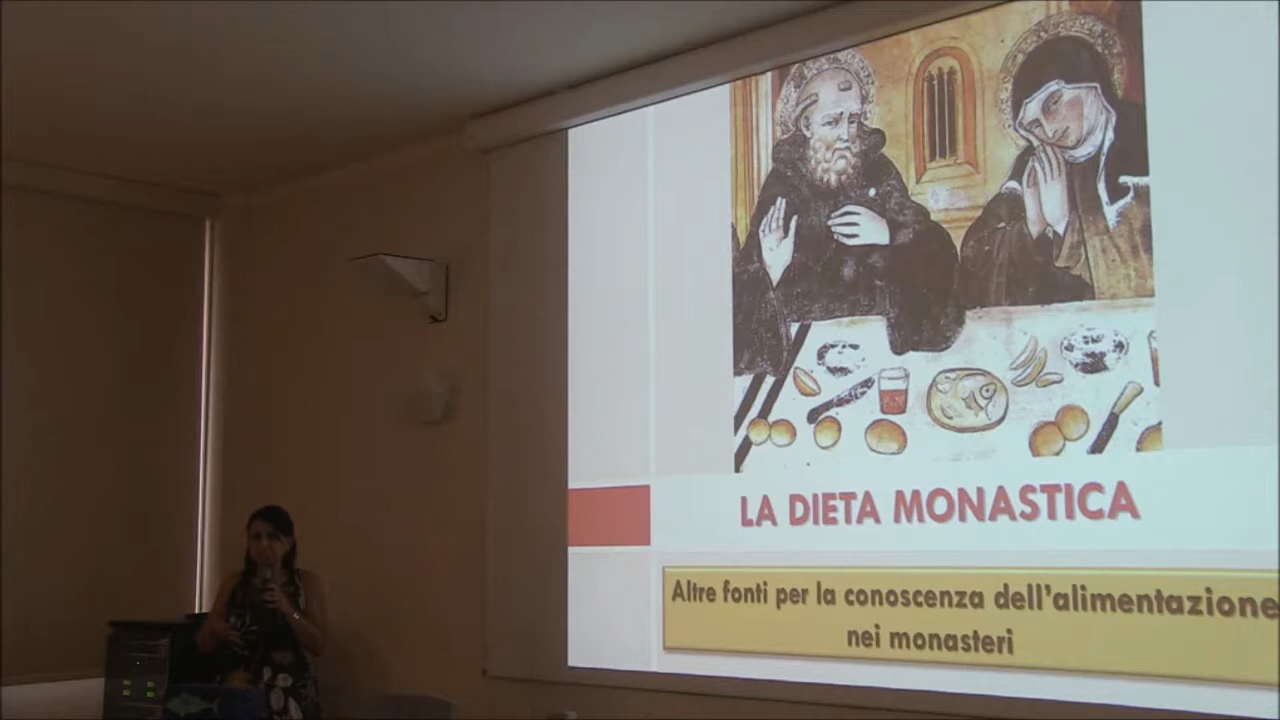 LA DIETA MONASTICA
Altre fonti per la conoscenza dell'alimentazione
nei monasteri